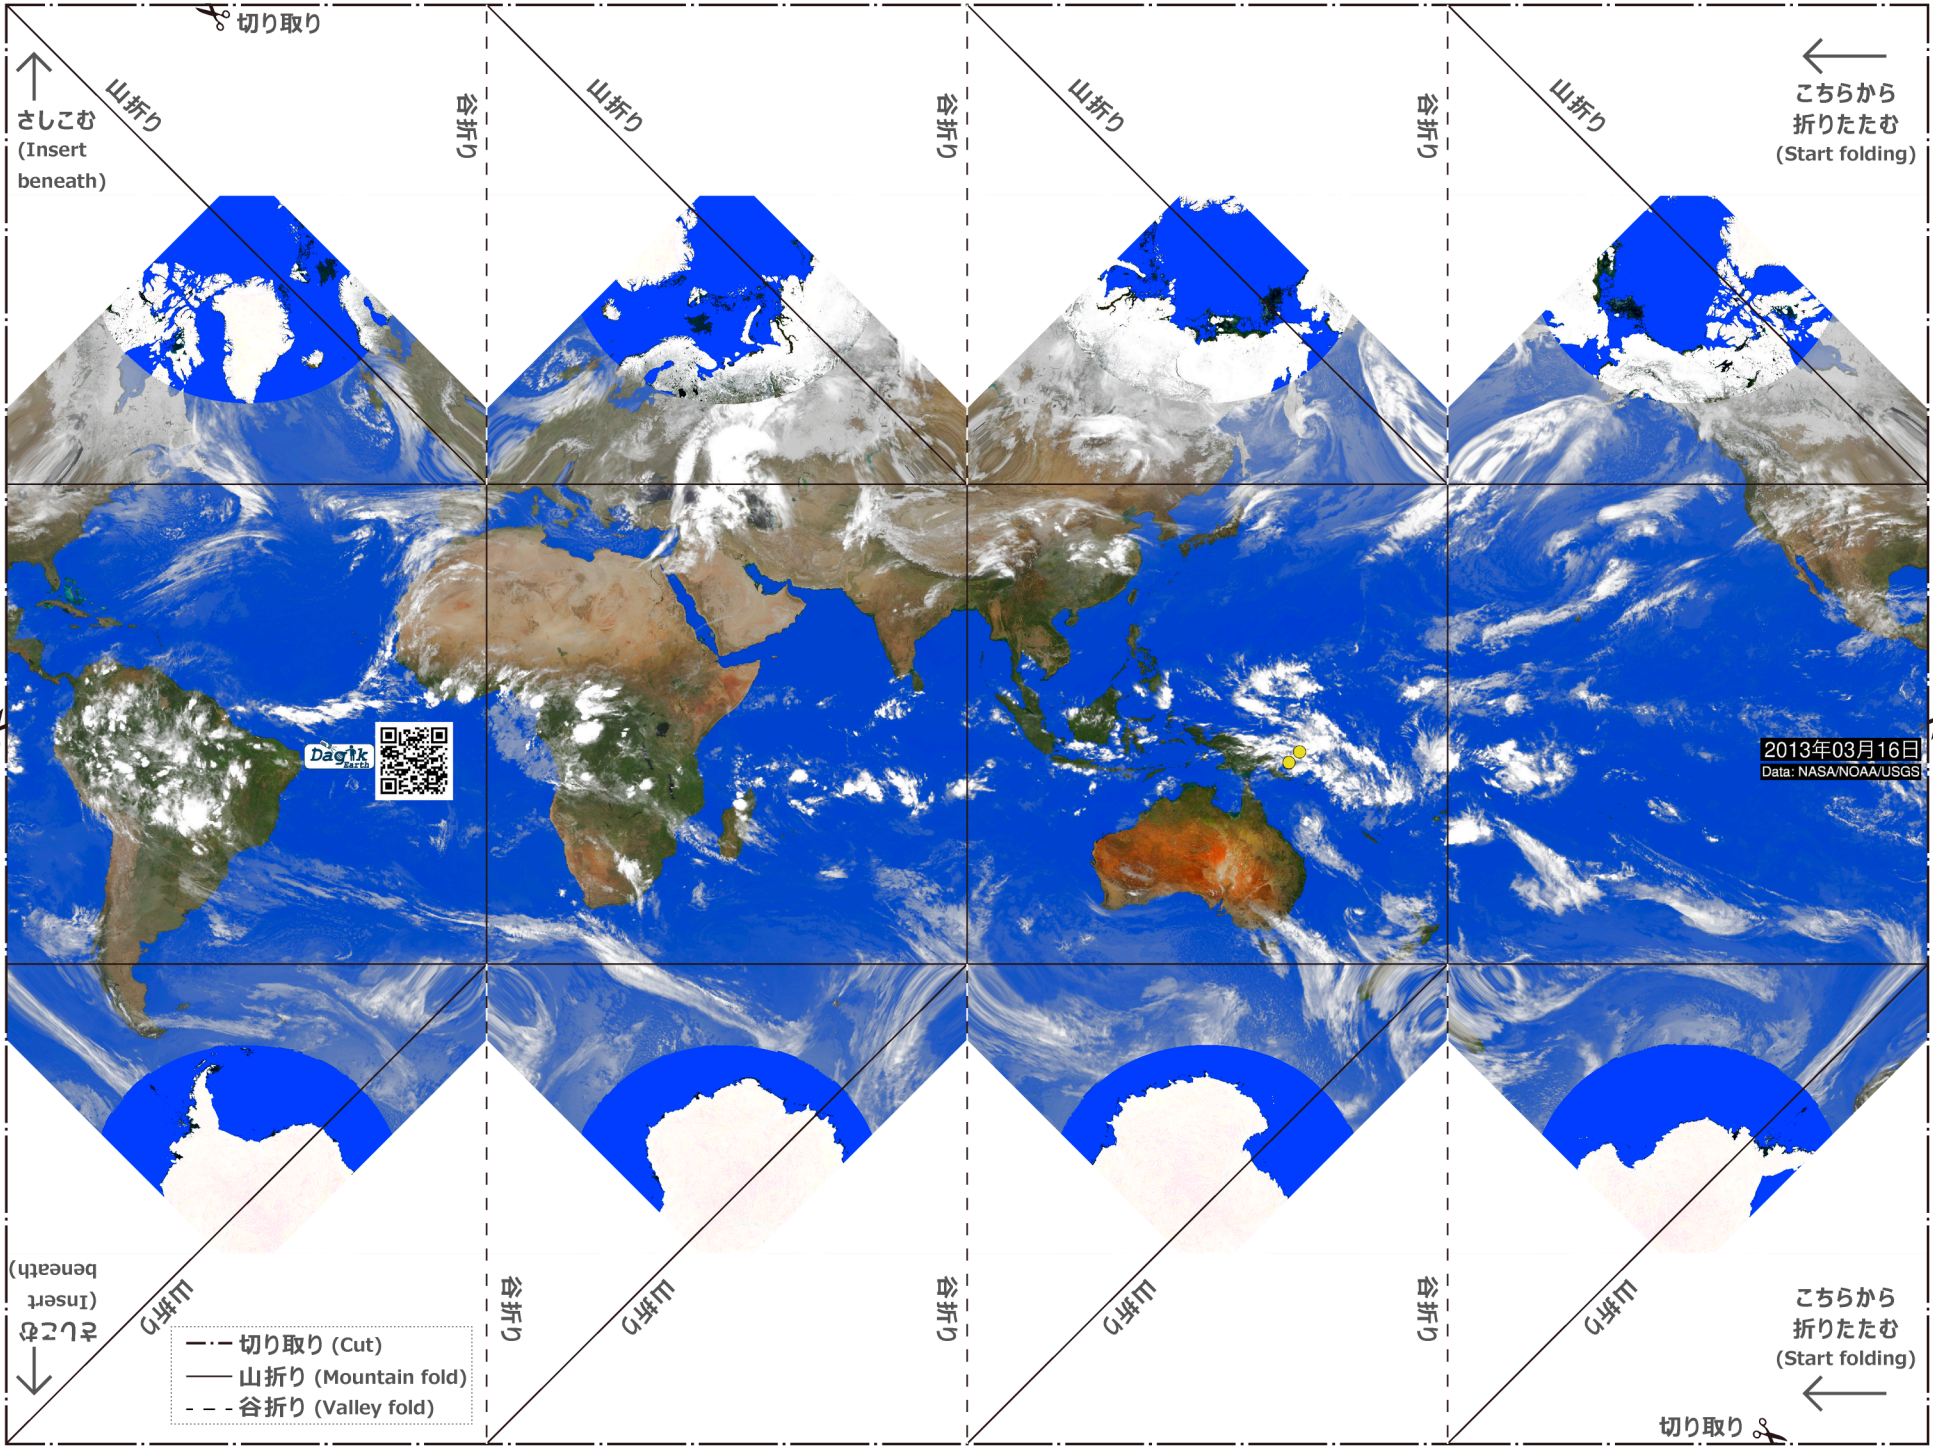 切り取り
山折り
谷折り
山折り
谷折り
山折り
谷折り
山折り
さしこむ
(Insert
beneath)
こちらから
折りたたむ
(Start folding)
Dagik
Earth
2013年03月16日
Data: NASA/NOAA/USGS
さしこむ
(Insert
beneath)
山折り
谷折り
山折り
谷折り
山折り
谷折り
山折り
こちらから
折りたたむ
(Start folding)
切り取り (Cut)
山折り (Mountain fold)
谷折り (Valley fold)
切り取り